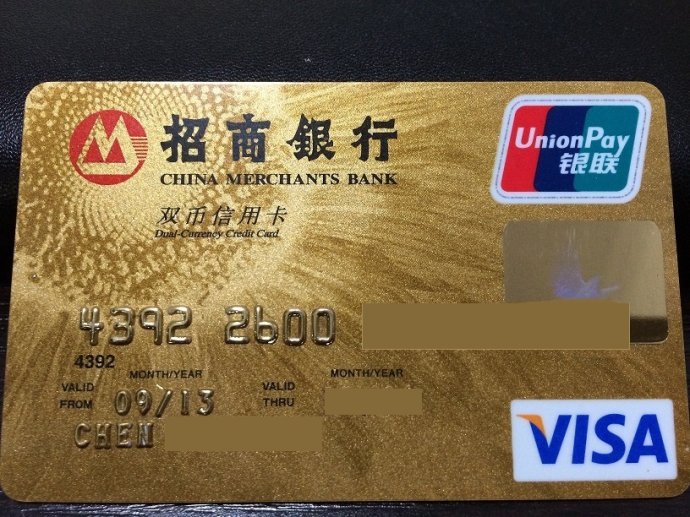 招商銀行
CHINA MERCHANTS BANK
双币信用卡
Dual-Currency Credit Card
UnionPay
银联
4392 2600
4392
MONTH/YEAR MONTH/YEAR
VALID FROM 09/13 VALID THRU
CHEN
VISA